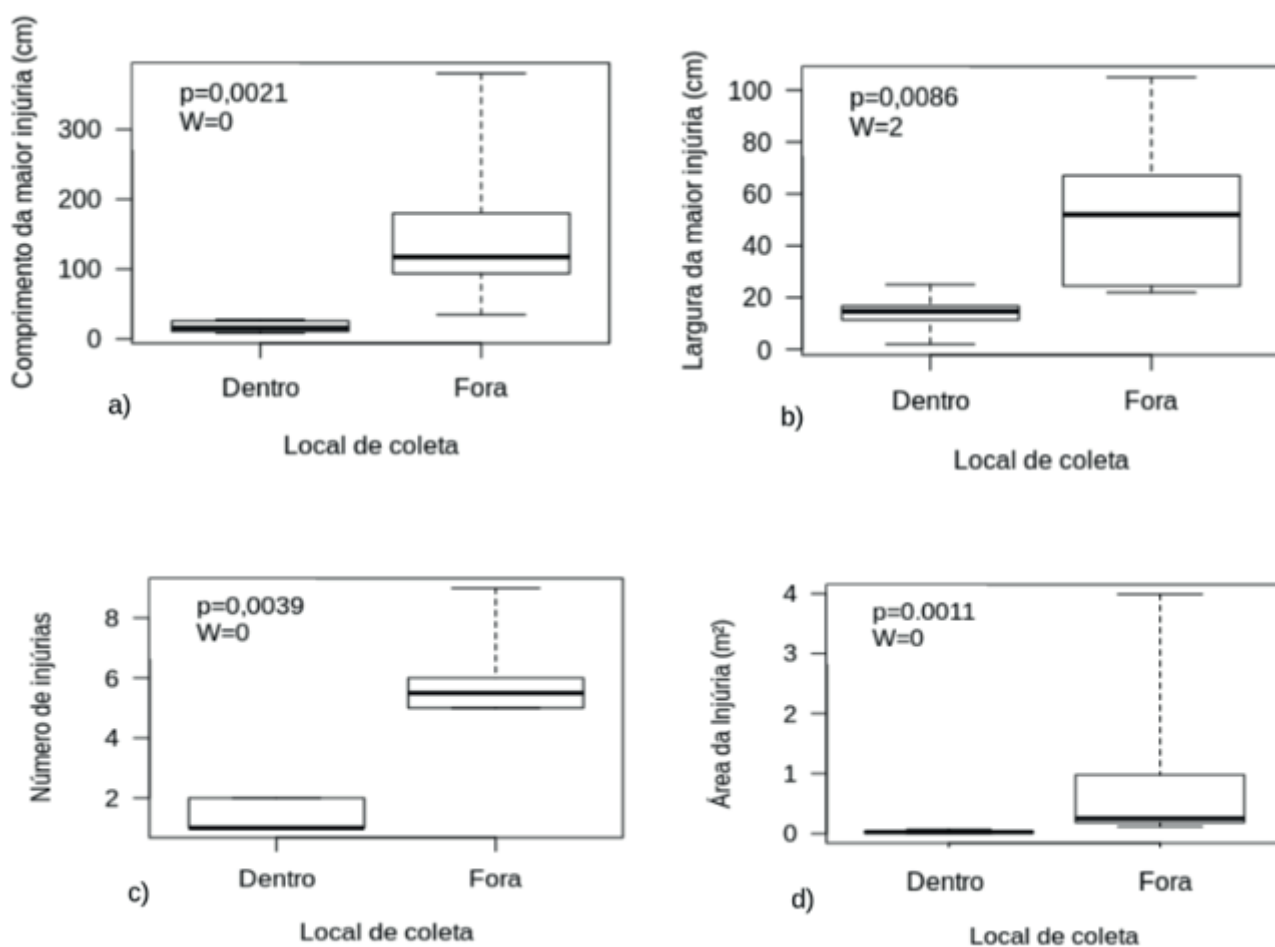 Comprimento da maior injúria (cm)
p=0,0021
W=0
300
200
100
0
Dentro
Fora
a)
Local de coleta
Largura da maior injúria (cm)
p=0,0086
W=2
100
80
60
40
20
0
Dentro
Fora
b)
Local de coleta
Número de injúrias
p=0,0039
W=0
8
6
4
2
Dentro
Fora
c)
Local de coleta
Área da Injúria (m²)
p=0.0011
W=0
4
3
2
1
0
Dentro
Fora
d)
Local de coleta